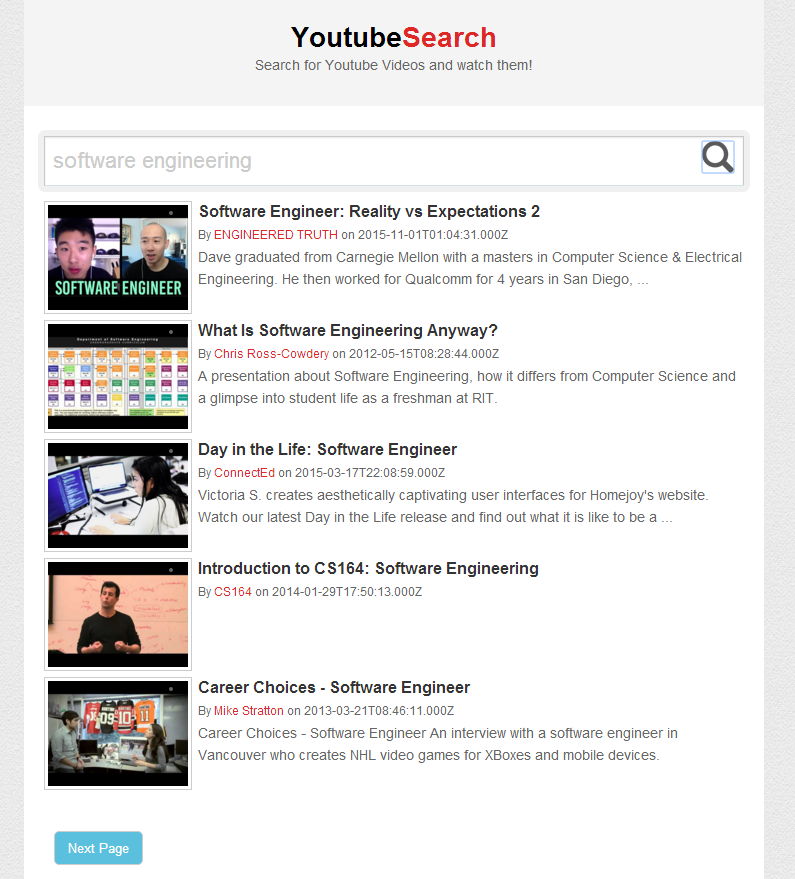 YoutubeSearch
Search for Youtube Videos and watch them!
software engineering
SOFTWARE ENGINEER
Software Engineer: Reality vs Expectations 2
By ENGINEERED TRUTH on 2015-11-01T01:04:31.000Z
Dave graduated from Carnegie Mellon with a masters in Computer Science & Electrical
Engineering. He then worked for Qualcomm for 4 years in San Diego, ...
Department of Software Engineering
What Is Software Engineering Anyway?
By Chris Ross-Cowdery on 2012-05-15T08:28:44.000Z
A presentation about Software Engineering, how it differs from Computer Science and
a glimpse into student life as a freshman at RIT.
Day in the Life: Software Engineer
By ConnectEd on 2015-03-17T22:08:59.000Z
Victoria S. creates aesthetically captivating user interfaces for Homejoy's website.
Watch our latest Day in the Life release and find out what it is like to be a ...
Introduction to CS164: Software Engineering
By CS164 on 2014-01-29T17:50:13.000Z
Career Choices - Software Engineer
By Mike Stratton on 2013-03-21T08:46:11.000Z
Career Choices - Software Engineer An interview with a software engineer in
Vancouver who creates NHL video games for XBoxes and mobile devices.
Next Page